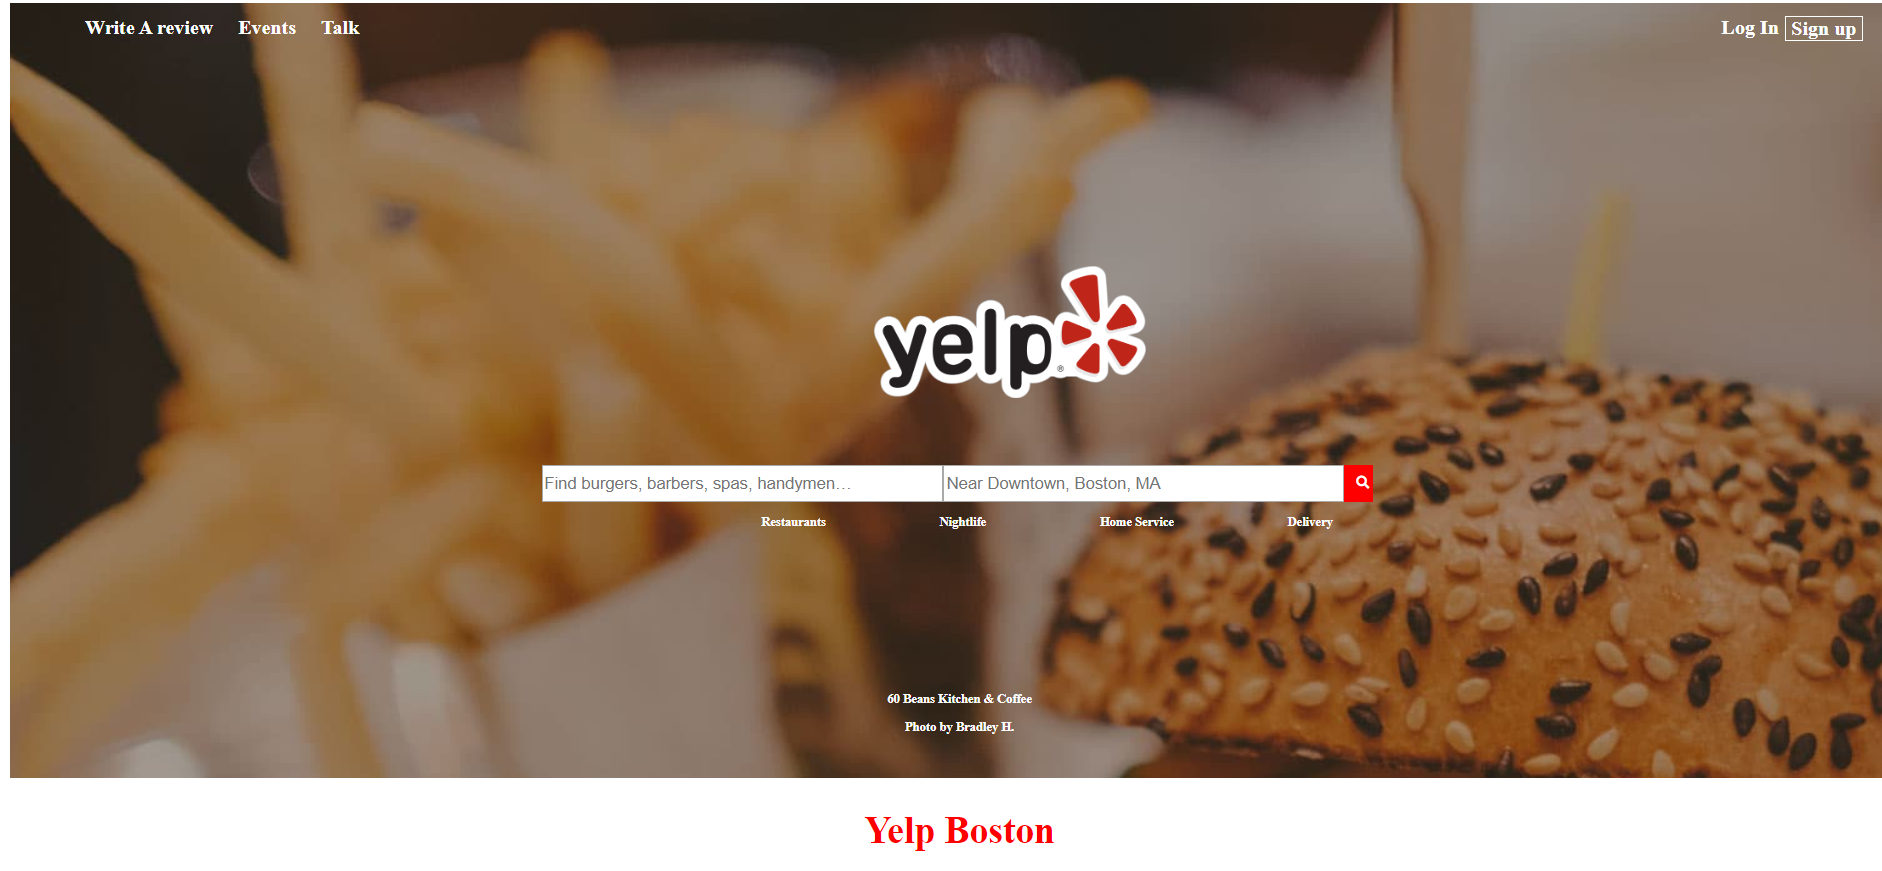 Write A review Events Talk Log In Sign up
yelp®
Find burgers, barbers, spas, handymen… Near Downtown, Boston, MA
Restaurants Nightlife Home Service Delivery
60 Beans Kitchen & Coffee
Photo by Bradley H.
Yelp Boston